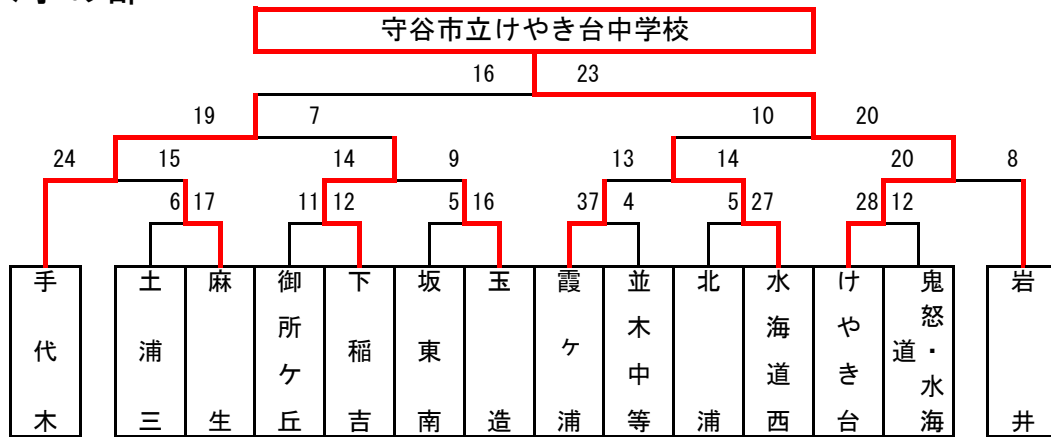 守谷市立けやき台中学校
16 23
19 7 10 20
24 15 14 9 13 14 20 8
6 17 11 12 5 16 37 4 5 27 28 12
手代木
土浦三
麻生
御所ケ丘
下稲吉
坂東南
玉造
霞ヶ浦
並木中等
北浦
水海道西
けやき台
鬼怒・水海道
岩井